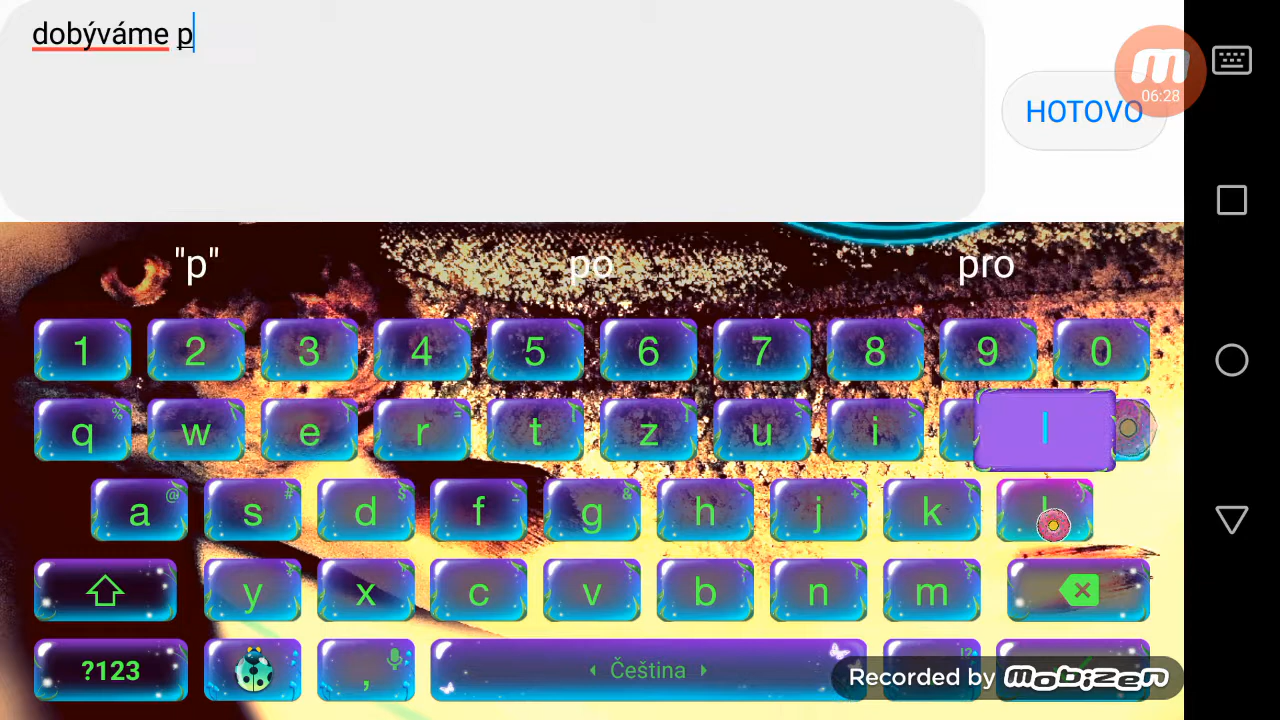 dobýváme p
06:28
HOTOVO
"p" po pro
1 2 3 4 5 6 7 8 9 0
l
q w e r t z u i
a s d f g h j k l
y x c v b n m
?123 , Čeština !?
Recorded by mobizen